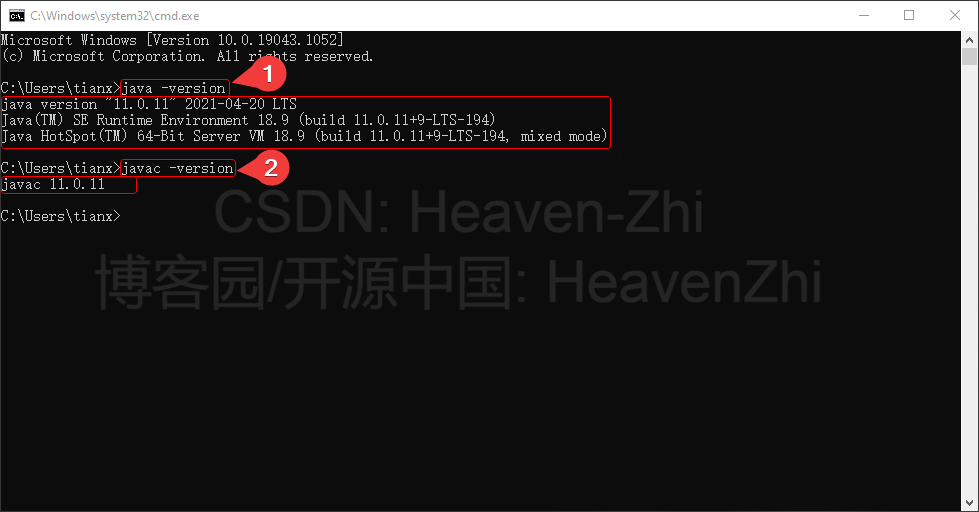 C:\Windows\system32\cmd.exe
Microsoft Windows [Version 10.0.19043.1052]
(c) Microsoft Corporation. All rights reserved.
C:\Users\tianx>java -version
1
java version "11.0.11" 2021-04-20 LTS
Java(TM) SE Runtime Environment 18.9 (build 11.0.11+9-LTS-194)
Java HotSpot(TM) 64-Bit Server VM 18.9 (build 11.0.11+9-LTS-194, mixed mode)
C:\Users\tianx>javac -version
2
javac 11.0.11
C:\Users\tianx>
CSDN: Heaven-Zhi
博客园/开源中国: HeavenZhi